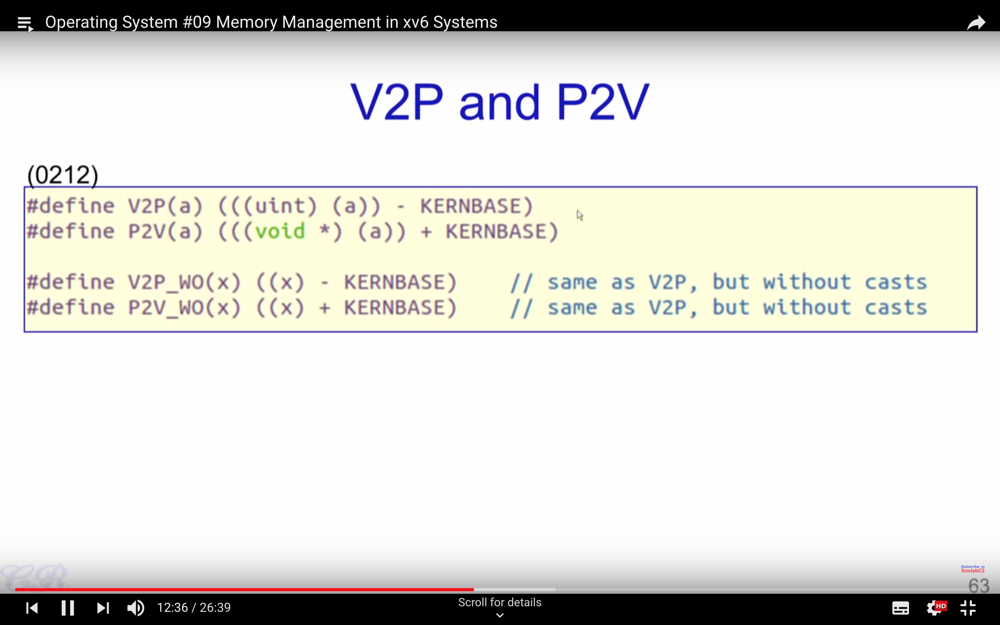 Operating System #09 Memory Management in xv6 Systems
V2P and P2V
(0212)
#define V2P(a) (((uint) (a)) - KERNBASE)
#define P2V(a) (((void *) (a)) + KERNBASE)
#define V2P_WO(x) ((x) - KERNBASE) // same as V2P, but without casts
#define P2V_WO(x) ((x) + KERNBASE) // same as V2P, but without casts
Subscribe to
XoviabCS
63
12:36 / 26:39
Scroll for details
HD